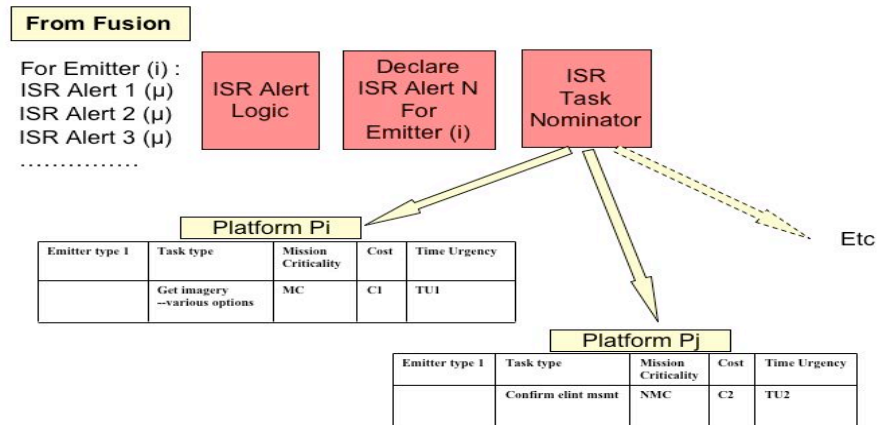 From Fusion
For Emitter (i) :
ISR Alert 1 (μ)
ISR Alert 2 (μ)
ISR Alert 3 (μ)
..............
ISR Alert
Logic
Declare
ISR Alert N
For
Emitter (i)
ISR
Task
Nominator
Etc
Platform Pi
Emitter type 1 Task type Mission Criticality Cost Time Urgency
Get imagery MC C1 TU1
--various options
Platform Pj
Emitter type 1 Task type Mission Criticality Cost Time Urgency
Confirm elint msmt NMC C2 TU2